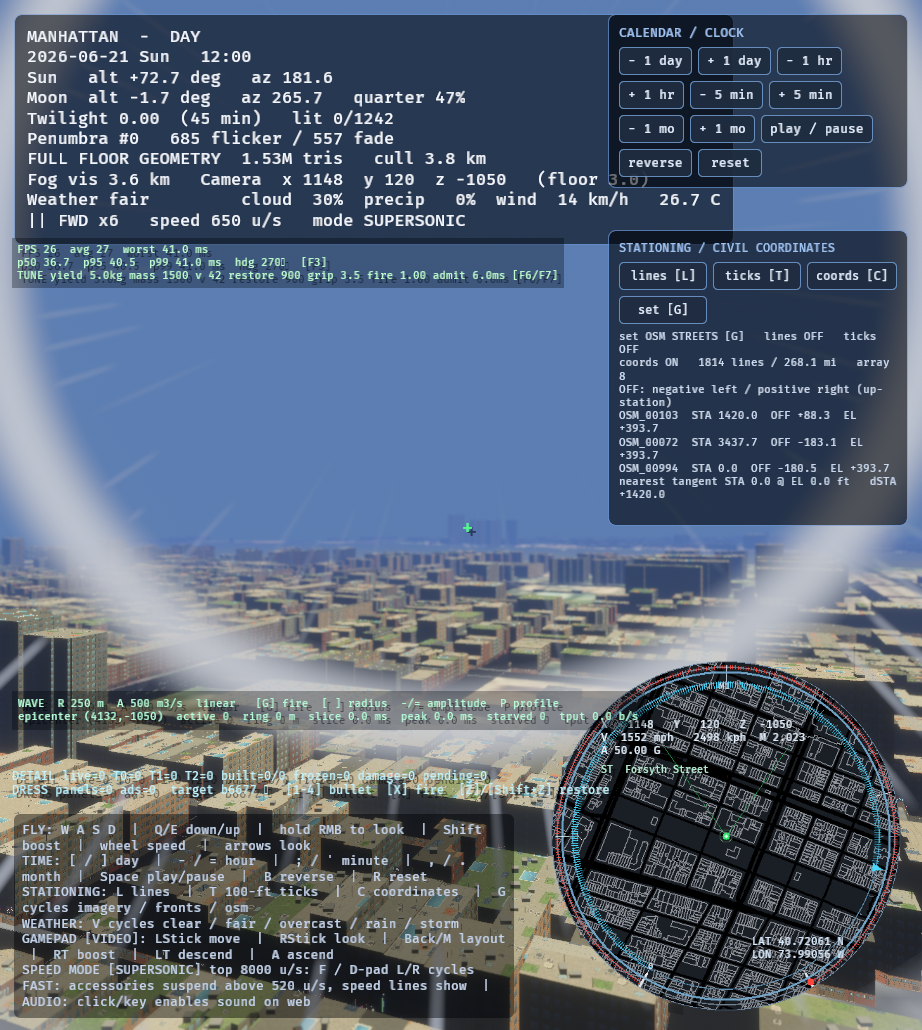 MANHATTAN - DAY
2026-06-21 Sun 12:00
Sun alt +72.7 deg az 181.6
Moon alt -1.7 deg az 265.7 quarter 47%
Twilight 0.00 (45 min) lit 0/1242
Penumbra #0 685 flicker / 557 fade
FULL FLOOR GEOMETRY 1.53M tris cull 3.8 km
Fog vis 3.6 km Camera x 1148 y 120 z -1050 (floor 3.0)
Weather fair cloud 30% precip 0% wind 14 km/h 26.7 C
|| FWD x6 speed 650 u/s mode SUPERSONIC
FPS 26 avg 27 worst 41.0 ms
p50 36.7 p95 40.5 p99 41.0 ms hdg 270 [F3]
TUNE yield 5.0kg mass 1500 v 42 restore 900 grip 3.5 fire 1.00 admit 6.0ms [F6/F7]
CALENDAR / CLOCK
- 1 day + 1 day - 1 hr
+ 1 hr - 5 min + 5 min
- 1 mo + 1 mo play / pause
reverse reset
STATIONING / CIVIL COORDINATES
lines [L] ticks [T] coords [C]
set [G]
set OSM STREETS [G] lines OFF ticks
OFF
coords ON 1814 lines / 268.1 mi array
8
OFF: negative left / positive right (up-
station)
OSM_00103 STA 1420.0 OFF +88.3 EL
+393.7
OSM_00072 STA 3437.7 OFF -183.1 EL
+393.7
OSM_00994 STA 0.0 OFF -180.5 EL +393.7
nearest tangent STA 0.0 @ EL 0.0 ft dSTA
+1420.0
WAVE R 250 m A 500 m3/s linear [G] fire [ ] radius -/= amplitude P profile
epicenter (4132,-1050) active 0 ring 0 m slice 0.0 ms peak 0.0 ms starved 0 tput 0.0 b/s
DETAIL live=0 T0=0 T1=0 T2=0 built=0/0 frozen=0 damage=0 pending=0
DRESS panels=0 ads=0 target b6677 [1-4] bullet [X] fire [Z]/[Shift+Z] restore
FLY: W A S D | Q/E down/up | hold RMB to look | Shift
boost | wheel speed | arrows look
TIME: [ / ] day | - / = hour | ; / ' minute | , / .
month | Space play/pause | B reverse | R reset
STATIONING: L lines | T 100-ft ticks | C coordinates | G
cycles imagery / fronts / osm
WEATHER: V cycles clear / fair / overcast / rain / storm
GAMEPAD [VIDEO]: LStick move | RStick look | Back/M layout
| RT boost | LT descend | A ascend
SPEED MODE [SUPERSONIC] top 8000 u/s: F / D-pad L/R cycles
FAST: accessories suspend above 520 u/s, speed lines show |
AUDIO: click/key enables sound on web
X 1148 Y 120 Z -1050
V 1552 mph 2498 kph M 2.023
A 50.00 G
ST Forsyth Street
LAT 40.72061 N
LON 73.99056 W